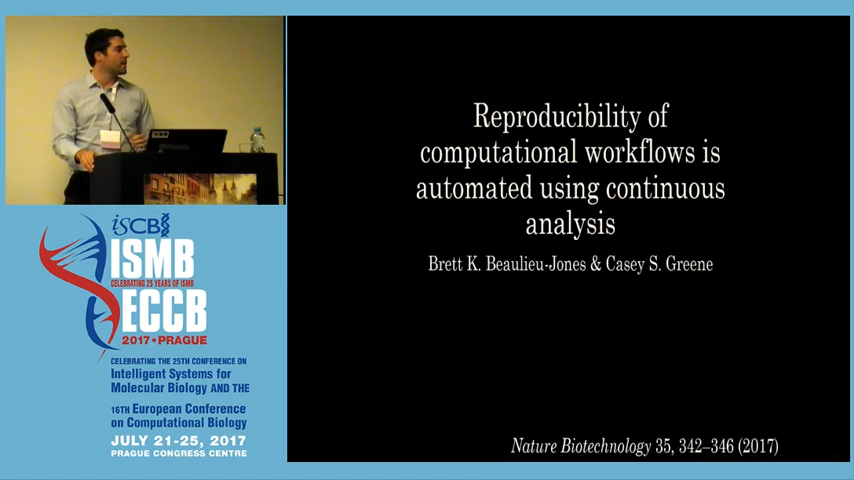 Reproducibility of
computational workflows is
automated using continuous
analysis
Brett K. Beaulieu-Jones & Casey S. Greene
Nature Biotechnology 35, 342–346 (2017)
iSCB
ISMB
CELEBRATING 25 YEARS OF ISMB
ECCB
2017 • PRAGUE
CELEBRATING THE 25TH CONFERENCE ON
Intelligent Systems for
Molecular Biology AND THE
16TH European Conference
on Computational Biology
JULY 21-25, 2017
PRAGUE CONGRESS CENTRE